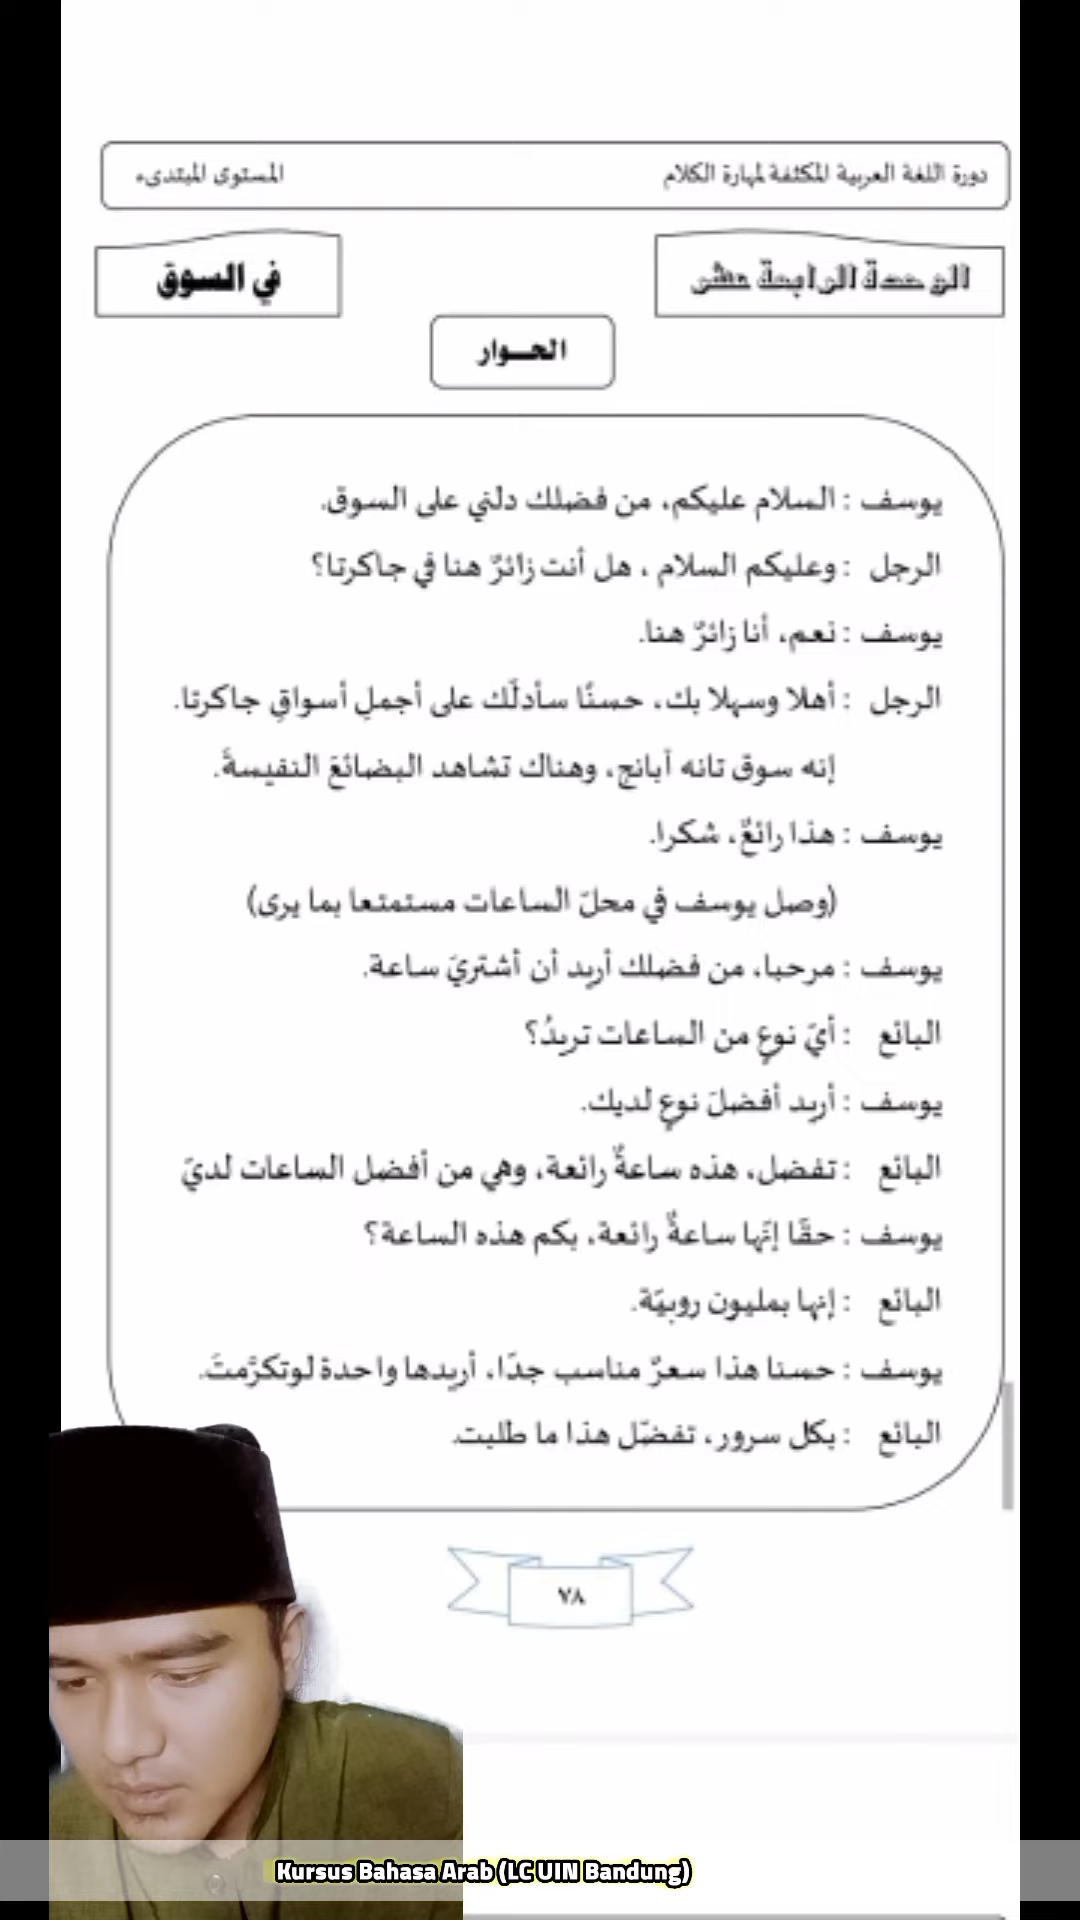 دورة اللغة العربية المكثفة لمهارة الكلام
المستوى المبتدىء
الوحدة الرابعة عشر
في السوق
الحـوار
يوسف : السلام عليكم، من فضلك دلني على السوق.
الرجل : وعليكم السلام ، هل أنت زائرٌ هنا في جاكرتا؟
يوسف : نعم، أنا زائرٌ هنا.
الرجل : أهلا وسهلا بك، حسنًا سأدلّك على أجملِ أسواقِ جاكرتا.
إنه سوق تانه أبانج، وهناك تشاهد البضائعَ النفيسةَ.
يوسف : هذا رائعٌ، شكرا.
(وصل يوسف في محلّ الساعات مستمتعا بما يرى)
يوسف : مرحبا، من فضلك أريد أن أشتريَ ساعة.
البائع : أيّ نوعٍ من الساعات تريدُ؟
يوسف : أريد أفضلَ نوعٍ لديك.
البائع : تفضل، هذه ساعةٌ رائعة، وهي من أفضل الساعات لديّ
يوسف : حقًا إنّها ساعةٌ رائعة، بكم هذه الساعة؟
البائع : إنها بمليون روبيّة.
يوسف : حسنا هذا سعرٌ مناسب جدّا، أريدها واحدة لوتكرّمتَ.
البائع : بكل سرور، تفضّل هذا ما طلبت.
٧٨
Kursus Bahasa Arab (LC UIN Bandung)